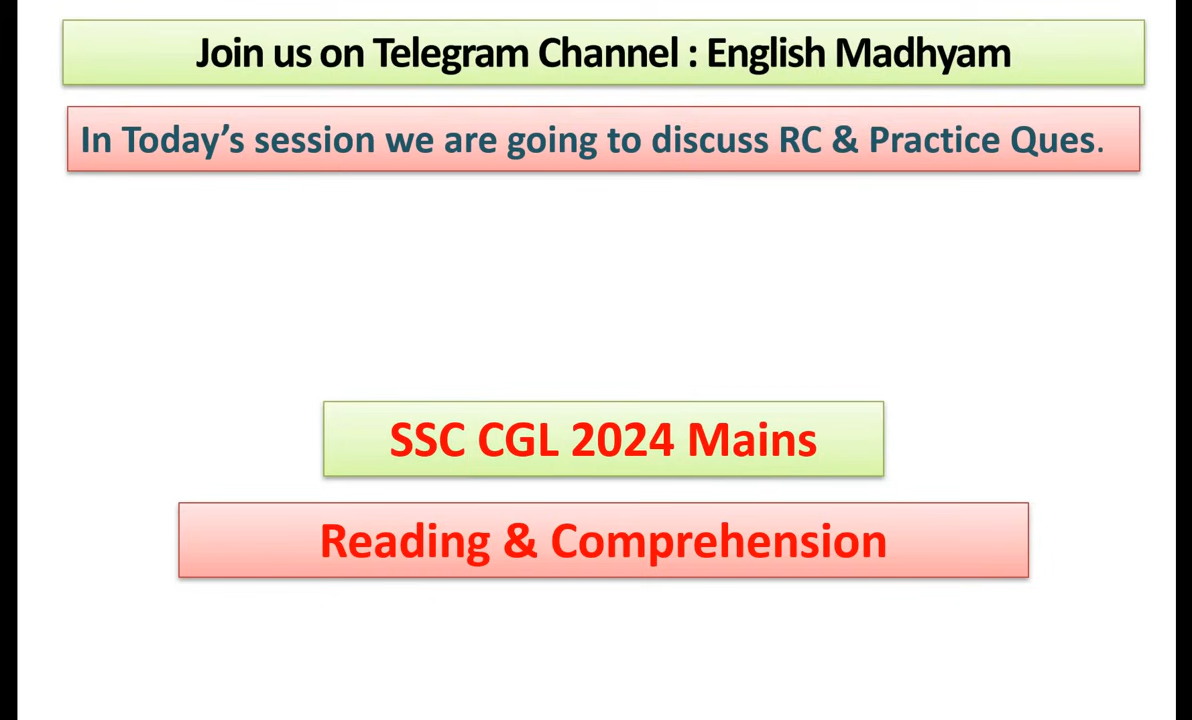 Join us on Telegram Channel : English Madhyam
In Today’s session we are going to discuss RC & Practice Ques.
SSC CGL 2024 Mains
Reading & Comprehension